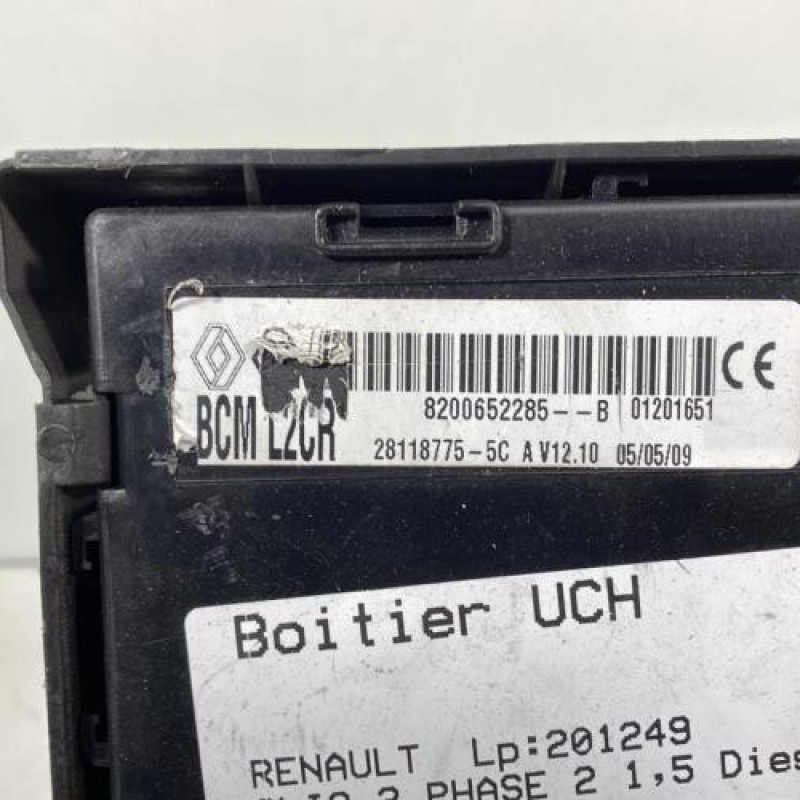 8200652285--B 01201651
BCM L2CR
28118775-5C A V12.10 05/05/09
CE
Boitier UCH
RENAULT Lp:201249
PHASE 2 1,5